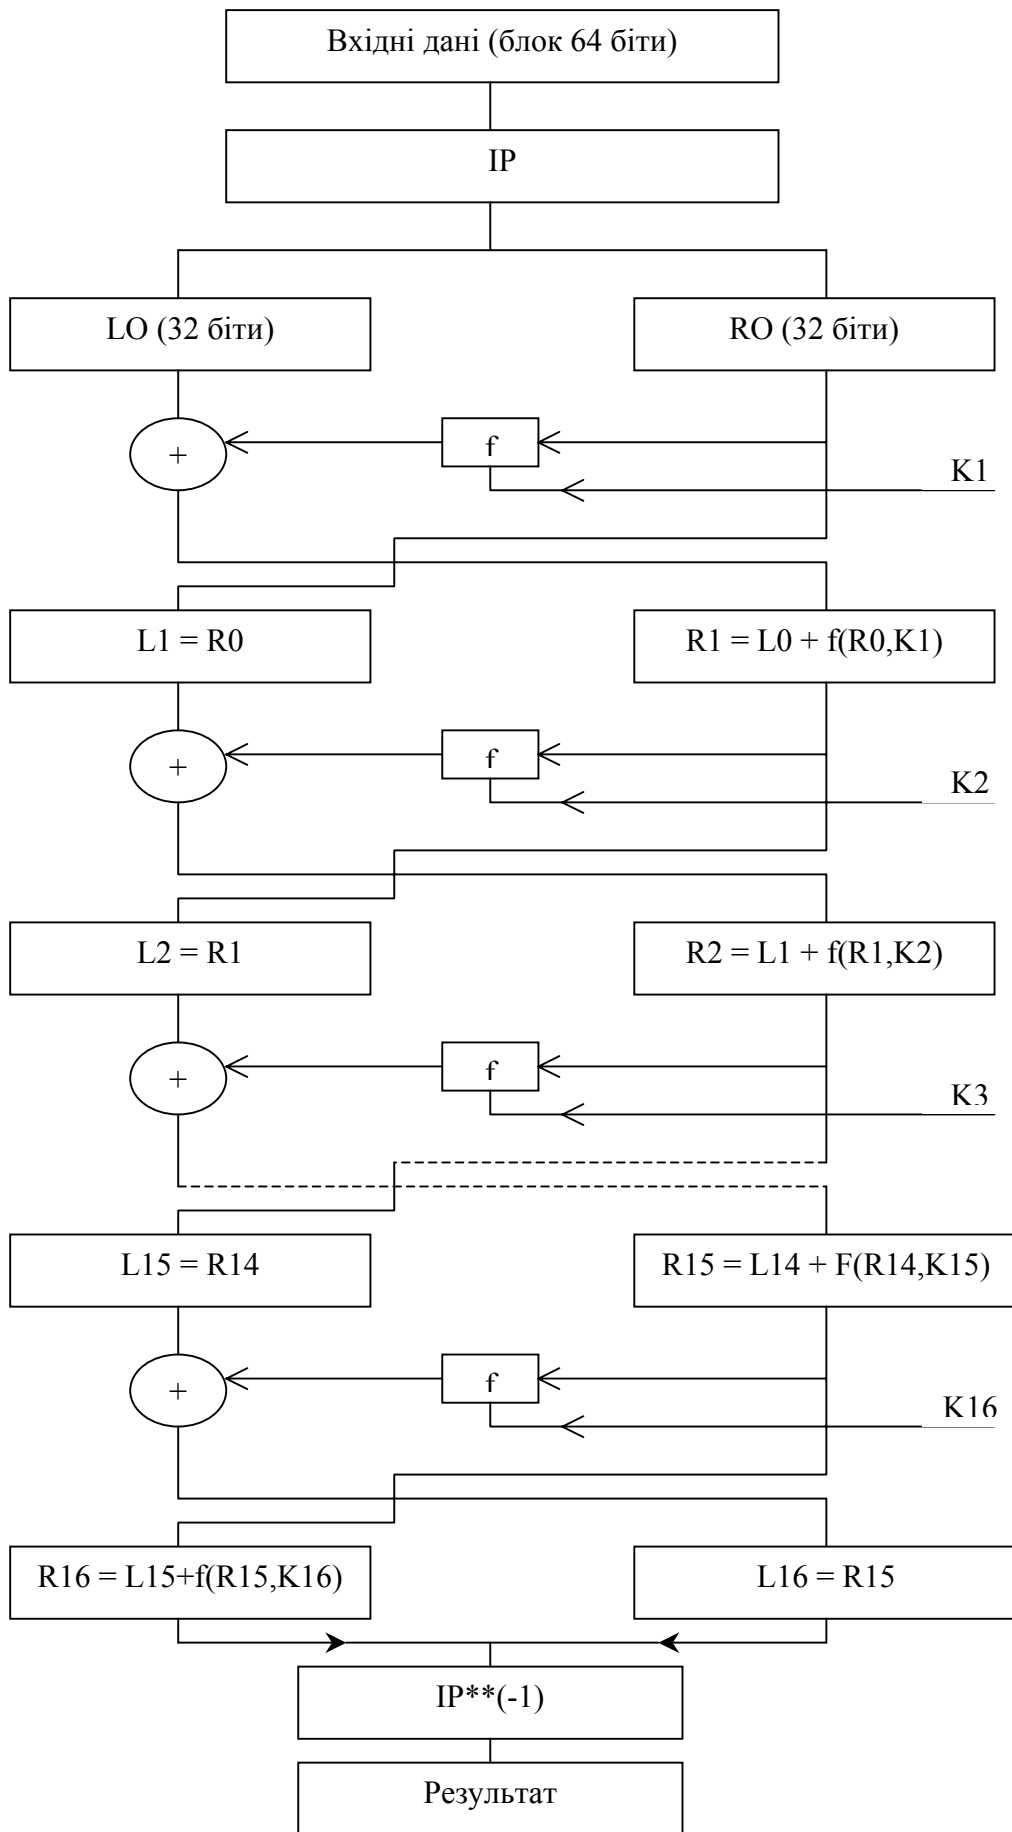 Вхідні дані (блок 64 біти)
IP
LO (32 біти)
RO (32 біти)
+
f
K1
L1 = R0
R1 = L0 + f(R0,K1)
+
f
K2
L2 = R1
R2 = L1 + f(R1,K2)
+
f
K3
L15 = R14
R15 = L14 + F(R14,K15)
+
f
K16
R16 = L15+f(R15,K16)
L16 = R15
IP**(-1)
Результат